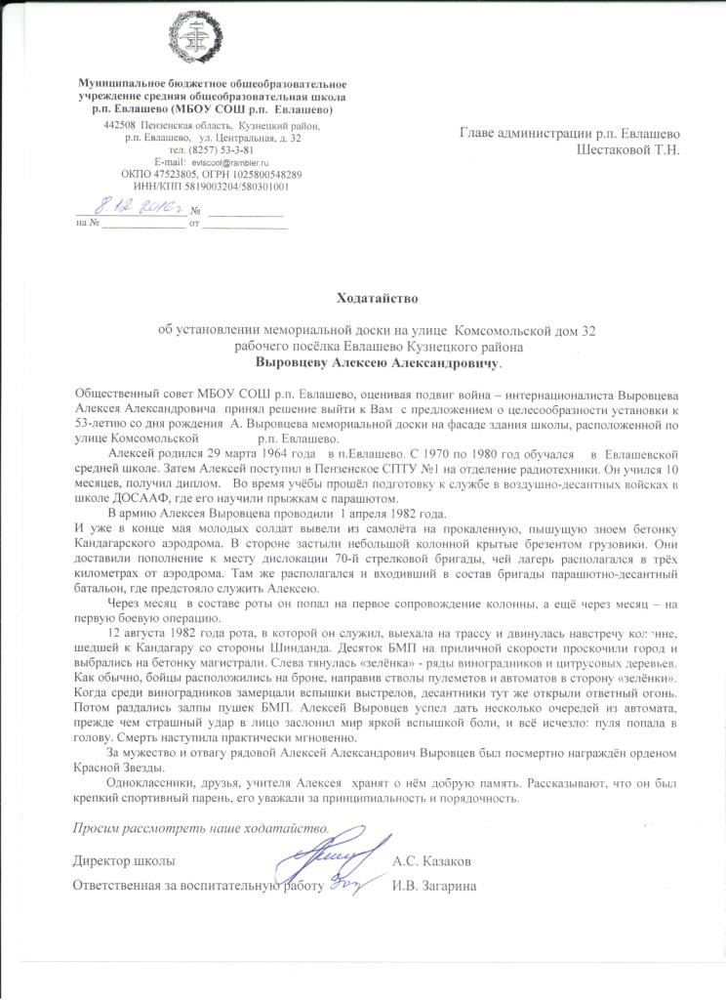 Муниципальное бюджетное общеобразовательное
учреждение средняя общеобразовательная школа
р.п. Евлашево (МБОУ СОШ р.п. Евлашево)
442508 Пензенская область, Кузнецкий район,
р.п. Евлашево, ул. Центральная, д. 32
тел. (8257) 53-3-81
E-mail: evlscool@rambler.ru
ОКПО 47523805, ОГРН 1025800548289
ИНН/КПП 5819003204/580301001
8.12 2016 г № ______________
на № ________________ от ________________
Главе администрации р.п. Евлашево
Шестаковой Т.Н.
Ходатайство
об установлении мемориальной доски на улице Комсомольской дом 32
рабочего посёлка Евлашево Кузнецкого района
Выровцеву Алексею Александровичу.
Общественный совет МБОУ СОШ р.п. Евлашево, оценивая подвиг война – интернационалиста Выровцева
Алексея Александровича принял решение выйти к Вам с предложением о целесообразности установки к
53-летию со дня рождения А. Выровцева мемориальной доски на фасаде здания школы, расположенной по
улице Комсомольской р.п. Евлашево.
Алексей родился 29 марта 1964 года в п.Евлашево. С 1970 по 1980 год обучался в Евлашевской
средней школе. Затем Алексей поступил в Пензенское СПТУ №1 на отделение радиотехники. Он учился 10
месяцев, получил диплом. Во время учёбы прошёл подготовку к службе в воздушно-десантных войсках в
школе ДОСААФ, где его научили прыжкам с парашютом.
В армию Алексея Выровцева проводили 1 апреля 1982 года.
И уже в конце мая молодых солдат вывели из самолёта на прокаленную, пышущую зноем бетонку
Кандагарского аэродрома. В стороне застыли небольшой колонной крытые брезентом грузовики. Они
доставили пополнение к месту дислокации 70-й стрелковой бригады, чей лагерь располагался в трёх
километрах от аэродрома. Там же располагался и входивший в состав бригады парашютно-десантный
батальон, где предстояло служить Алексею.
Через месяц в составе роты он попал на первое сопровождение колонны, а ещё через месяц – на
первую боевую операцию.
12 августа 1982 года рота, в которой он служил, выехала на трассу и двинулась навстречу колонне,
шедшей к Кандагару со стороны Шинданда. Десяток БМП на приличной скорости проскочили город и
выбрались на бетонку магистрали. Слева тянулась «зелёнка» - ряды виноградников и цитрусовых деревьев.
Как обычно, бойцы расположились на броне, направив стволы пулеметов и автоматов в сторону «зелёнки».
Когда среди виноградников замерцали вспышки выстрелов, десантники тут же открыли ответный огонь.
Потом раздались залпы пушек БМП. Алексей Выровцев успел дать несколько очередей из автомата,
прежде чем страшный удар в лицо заслонил мир яркой вспышкой боли, и всё исчезло: пуля попала в
голову. Смерть наступила практически мгновенно.
За мужество и отвагу рядовой Алексей Александрович Выровцев был посмертно награждён орденом
Красной Звезды.
Одноклассники, друзья, учителя Алексея хранят о нём добрую память. Рассказывают, что он был
крепкий спортивный парень, его уважали за принципиальность и порядочность.
Просим рассмотреть наше ходатайство.
Директор школы А.С. Казаков
Ответственная за воспитательную работу И.В. Загарина